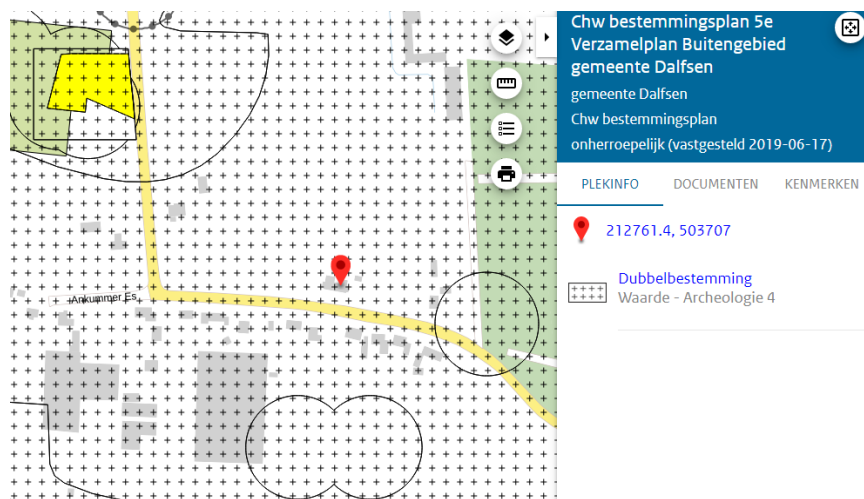 Chw bestemmingsplan 5e
Verzamelplan Buitengebied
gemeente Dalfsen
gemeente Dalfsen
Chw bestemmingsplan
onherroepelijk (vastgesteld 2019-06-17)
PLEKINFO DOCUMENTEN KENMERKEN
212761.4, 503707
Dubbelbestemming
Waarde - Archeologie 4
Ankummer Es